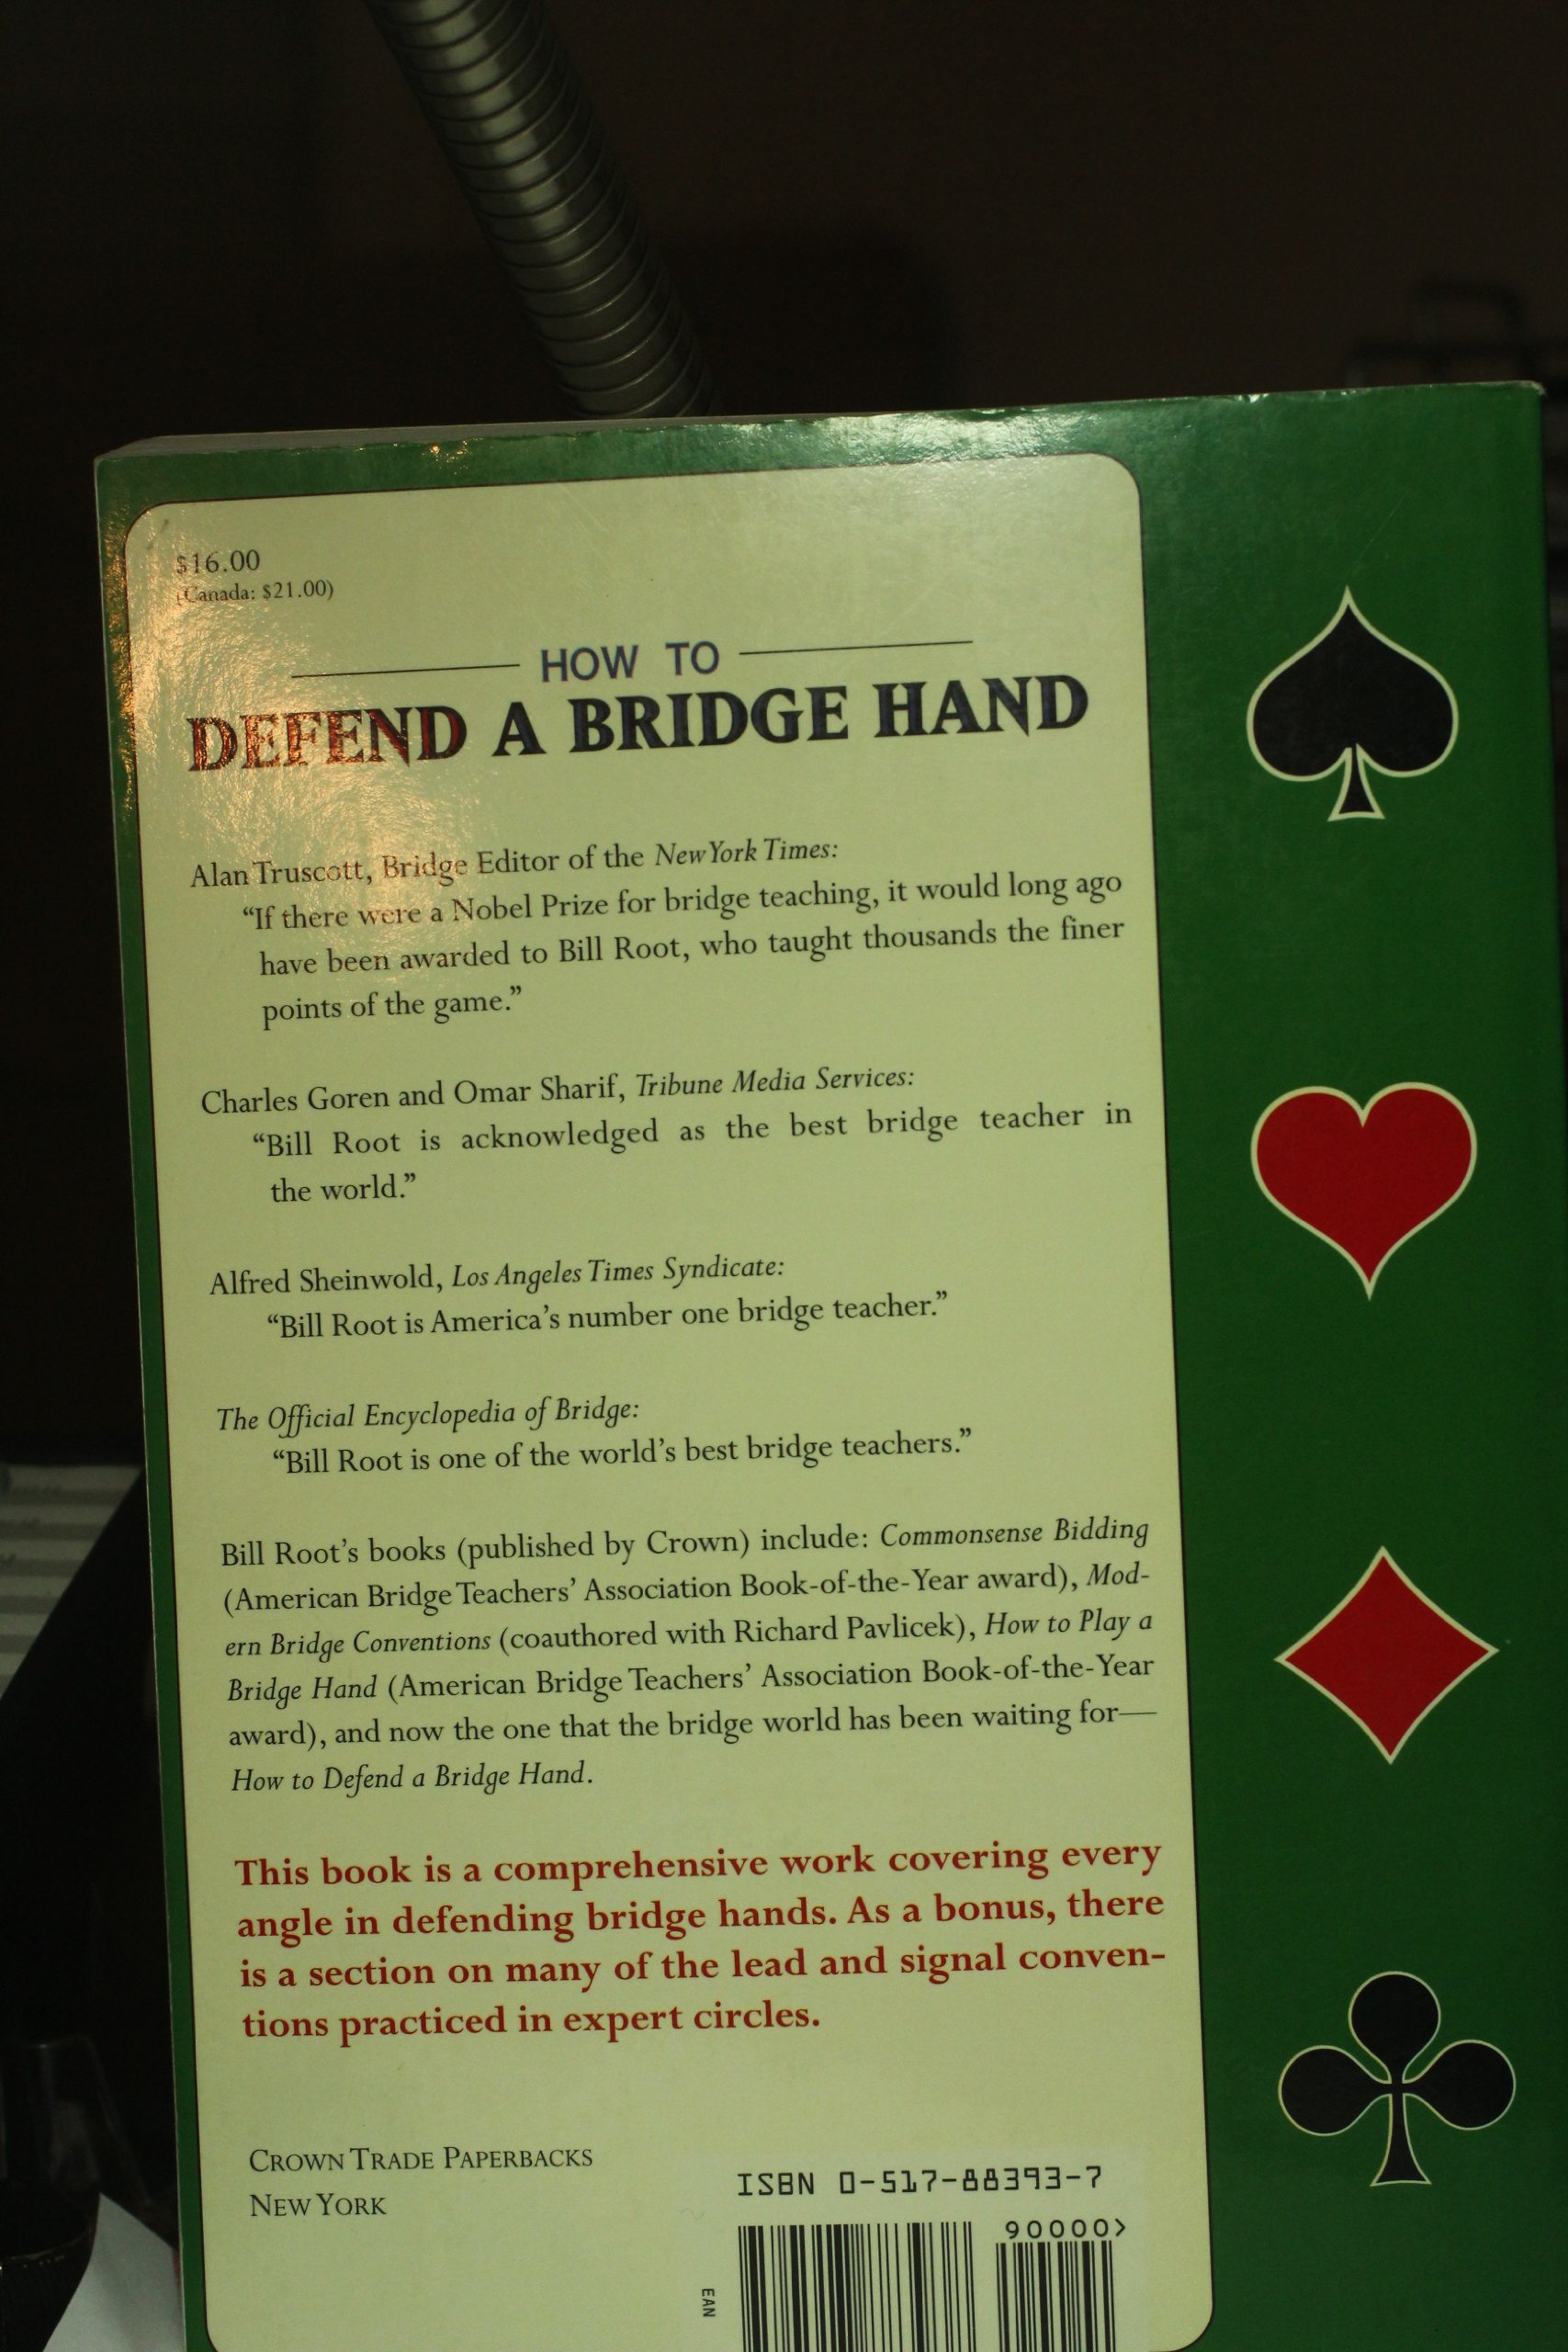 $16.00
(Canada: $21.00)
HOW TO
DEFEND A BRIDGE HAND
Alan Truscott, Bridge Editor of the New York Times:
“If there were a Nobel Prize for bridge teaching, it would long ago
have been awarded to Bill Root, who taught thousands the finer
points of the game.”
Charles Goren and Omar Sharif, Tribune Media Services:
“Bill Root is acknowledged as the best bridge teacher in
the world.”
Alfred Sheinwold, Los Angeles Times Syndicate:
“Bill Root is America’s number one bridge teacher.”
The Official Encyclopedia of Bridge:
“Bill Root is one of the world’s best bridge teachers.”
Bill Root’s books (published by Crown) include: Commonsense Bidding
(American Bridge Teachers’ Association Book-of-the-Year award), Mod-
ern Bridge Conventions (coauthored with Richard Pavlicek), How to Play a
Bridge Hand (American Bridge Teachers’ Association Book-of-the-Year
award), and now the one that the bridge world has been waiting for—
How to Defend a Bridge Hand.
This book is a comprehensive work covering every
angle in defending bridge hands. As a bonus, there
is a section on many of the lead and signal conven-
tions practiced in expert circles.
CROWN TRADE PAPERBACKS
NEW YORK
ISBN 0-517-88393-7
90000>
EAN